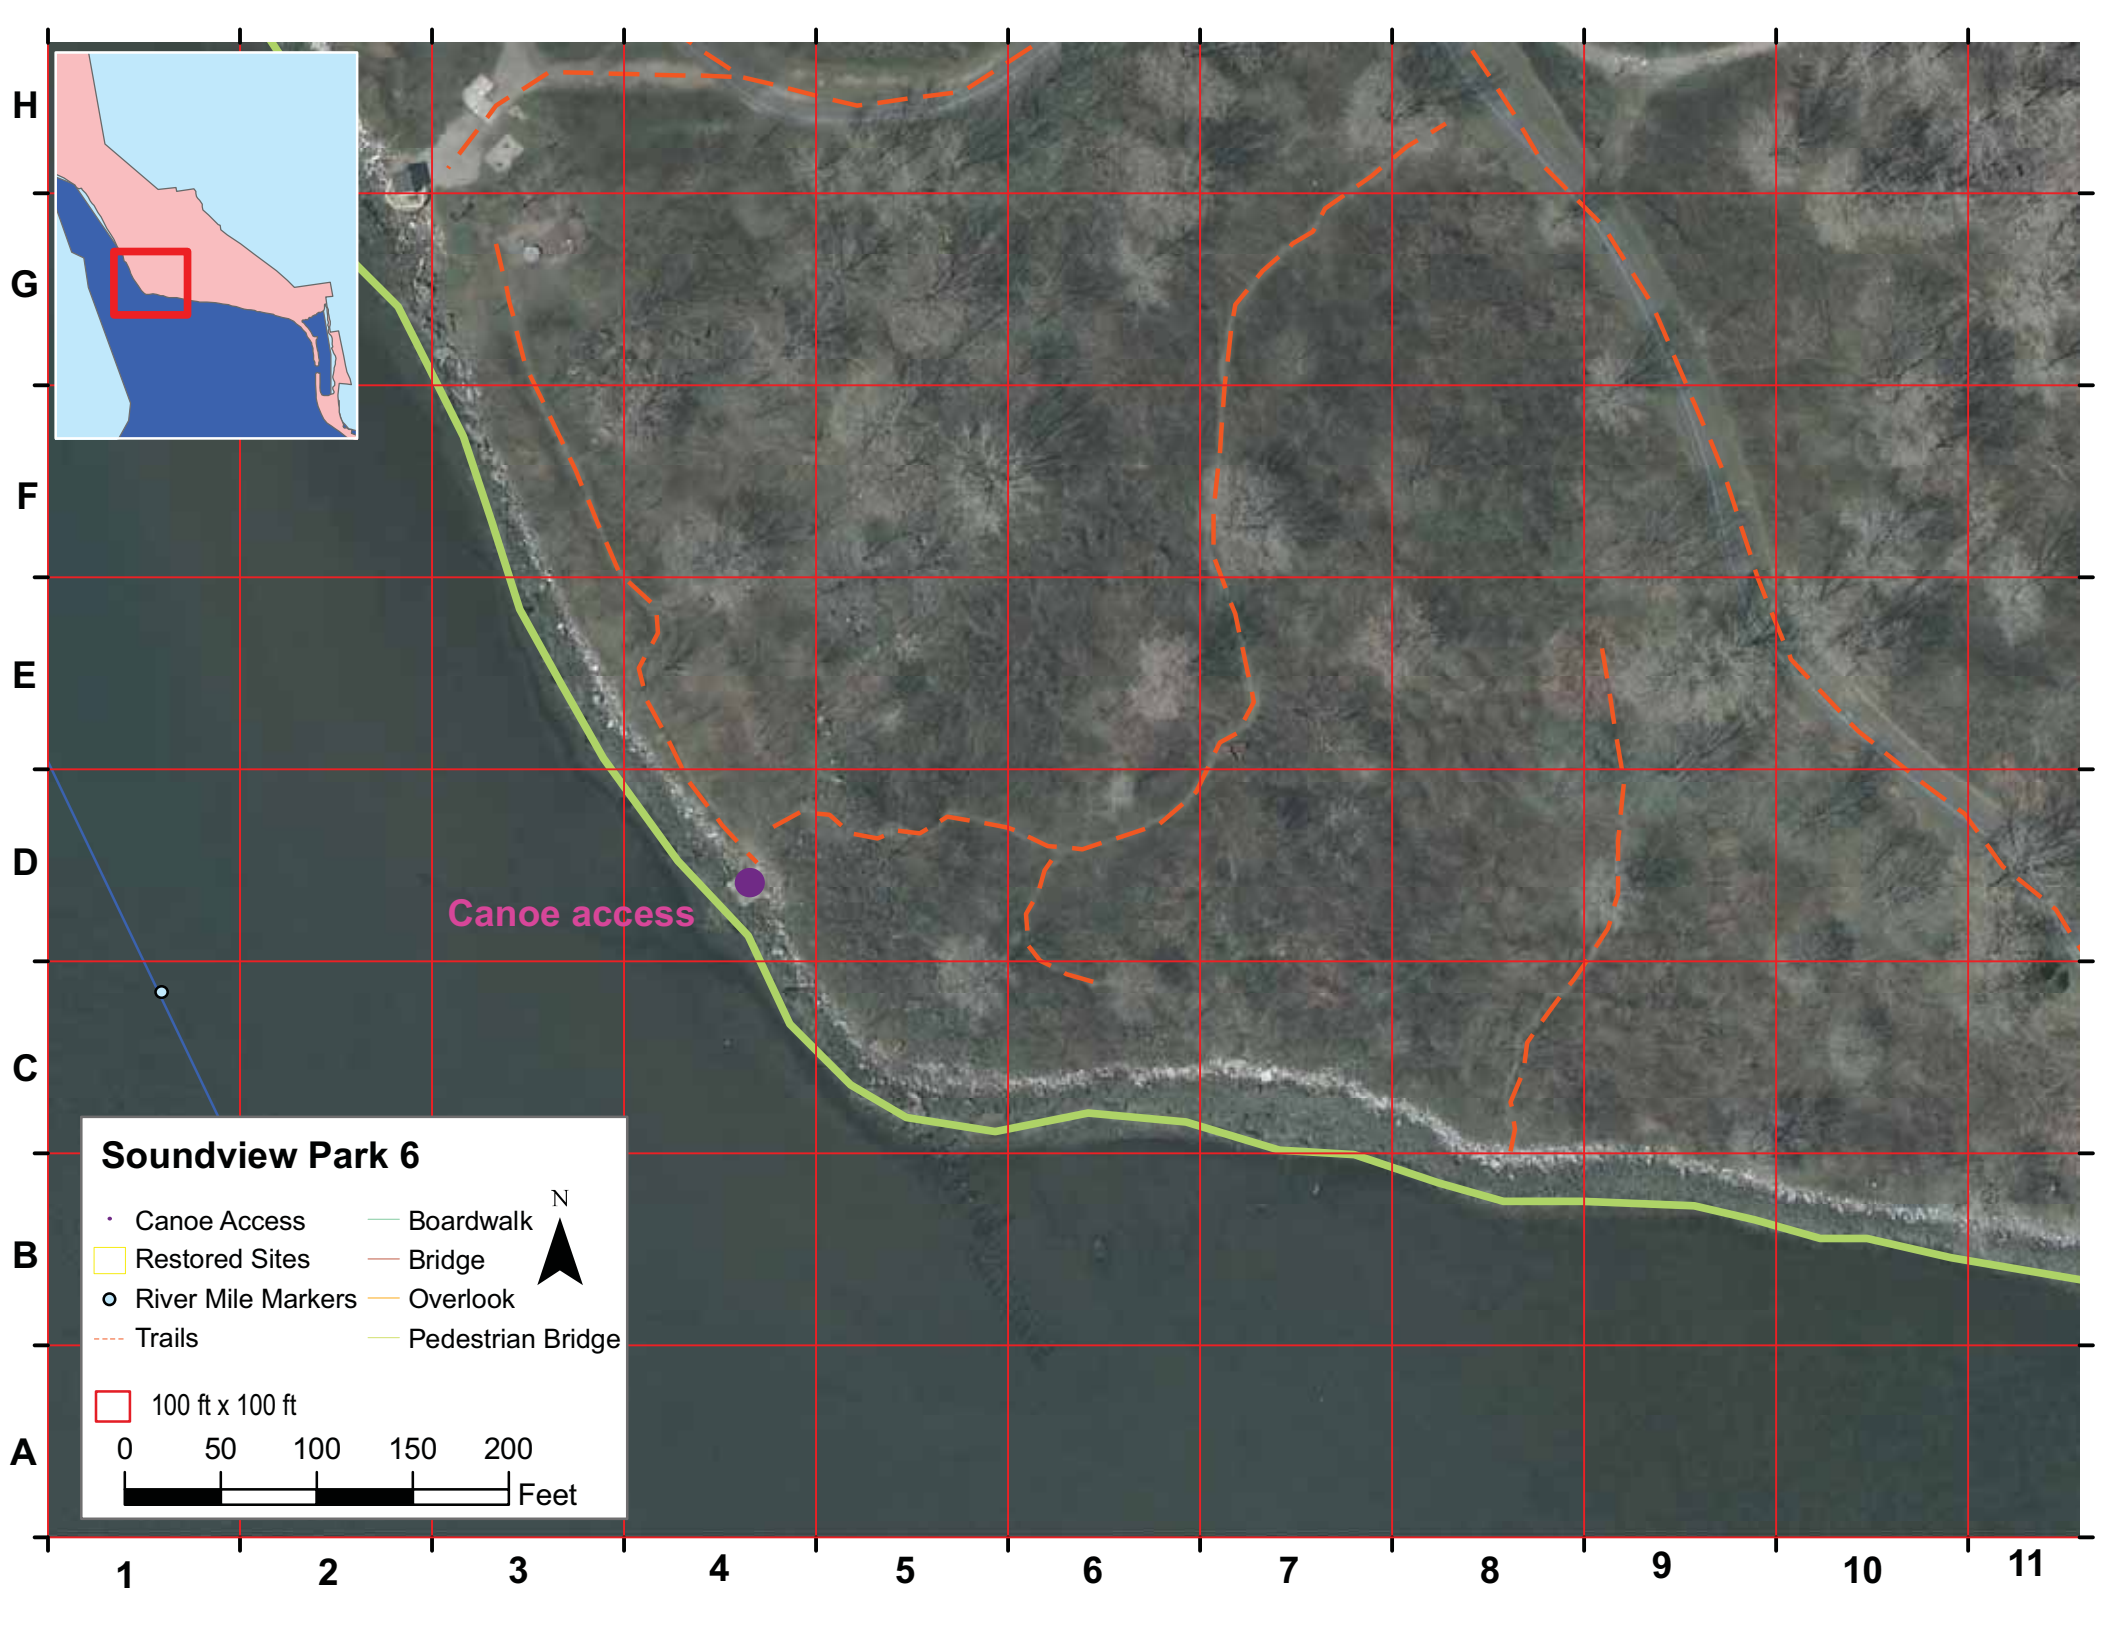 H
G
F
E
D
C
B
A
Canoe access
Soundview Park 6
N
Canoe Access
Restored Sites
River Mile Markers
Trails
Boardwalk
Bridge
Overlook
Pedestrian Bridge
100 ft x 100 ft
0 50 100 150 200
Feet
1 2 3 4 5 6 7 8 9 10 11